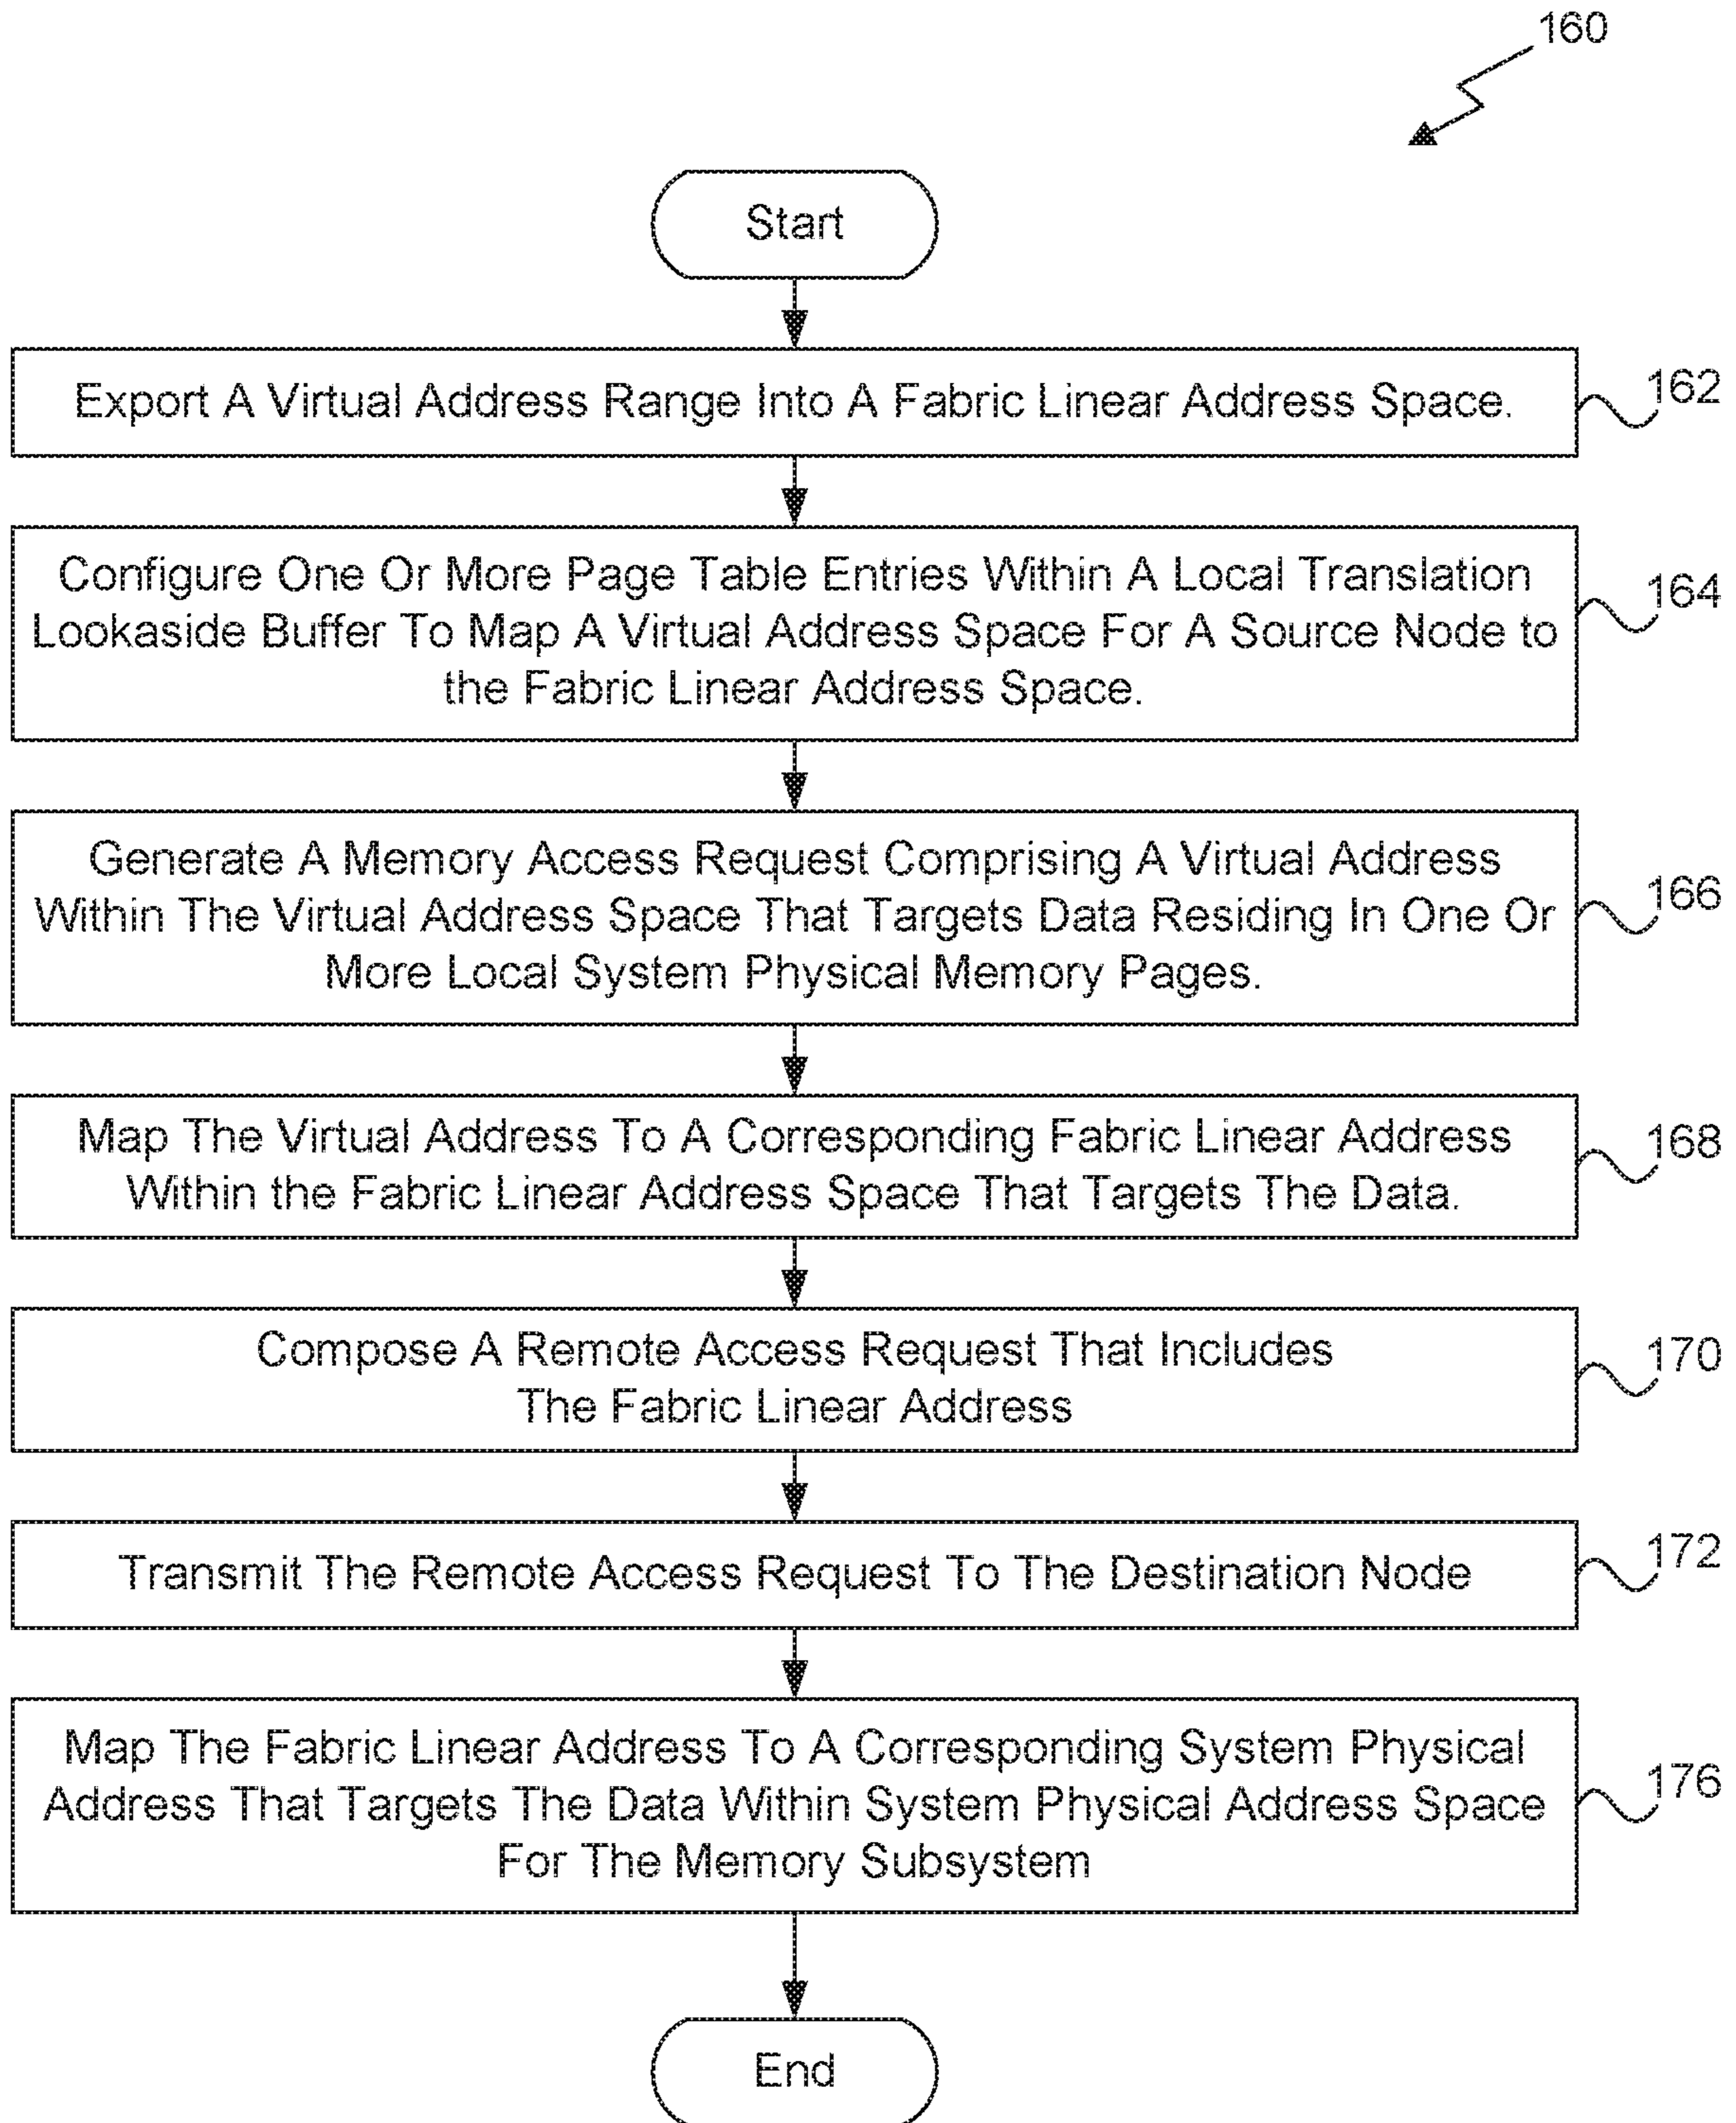 160
Start
Export A Virtual Address Range Into A Fabric Linear Address Space.
162
Configure One Or More Page Table Entries Within A Local Translation
Lookaside Buffer To Map A Virtual Address Space For A Source Node to
the Fabric Linear Address Space.
164
Generate A Memory Access Request Comprising A Virtual Address
Within The Virtual Address Space That Targets Data Residing In One Or
More Local System Physical Memory Pages.
166
Map The Virtual Address To A Corresponding Fabric Linear Address
Within the Fabric Linear Address Space That Targets The Data.
168
Compose A Remote Access Request That Includes
The Fabric Linear Address
170
Transmit The Remote Access Request To The Destination Node
172
Map The Fabric Linear Address To A Corresponding System Physical
Address That Targets The Data Within System Physical Address Space
For The Memory Subsystem
176
End